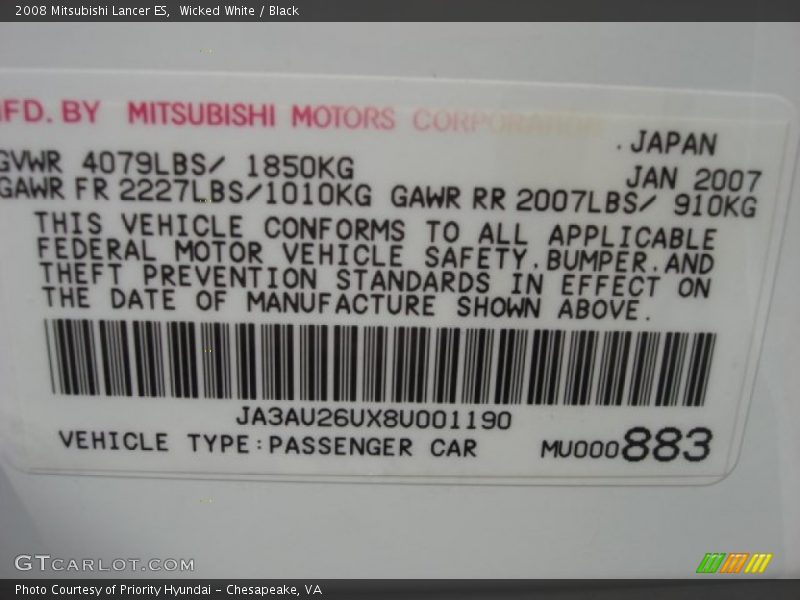 2008 Mitsubishi Lancer ES,  Wicked White / Black
MFD. BY MITSUBISHI MOTORS CORPORATION
. JAPAN
GVWR 4079LBS/ 1850KG
JAN 2007
GAWR FR 2227LBS/1010KG GAWR RR 2007LBS/ 910KG
THIS VEHICLE CONFORMS TO ALL APPLICABLE
FEDERAL MOTOR VEHICLE SAFETY.BUMPER.AND
THEFT PREVENTION STANDARDS IN EFFECT ON
THE DATE OF MANUFACTURE SHOWN ABOVE.
JA3AU26UX8U001190
VEHICLE TYPE:PASSENGER CAR
MU000883
GTCARLOT.COM
Photo Courtesy of Priority Hyundai – Chesapeake, VA